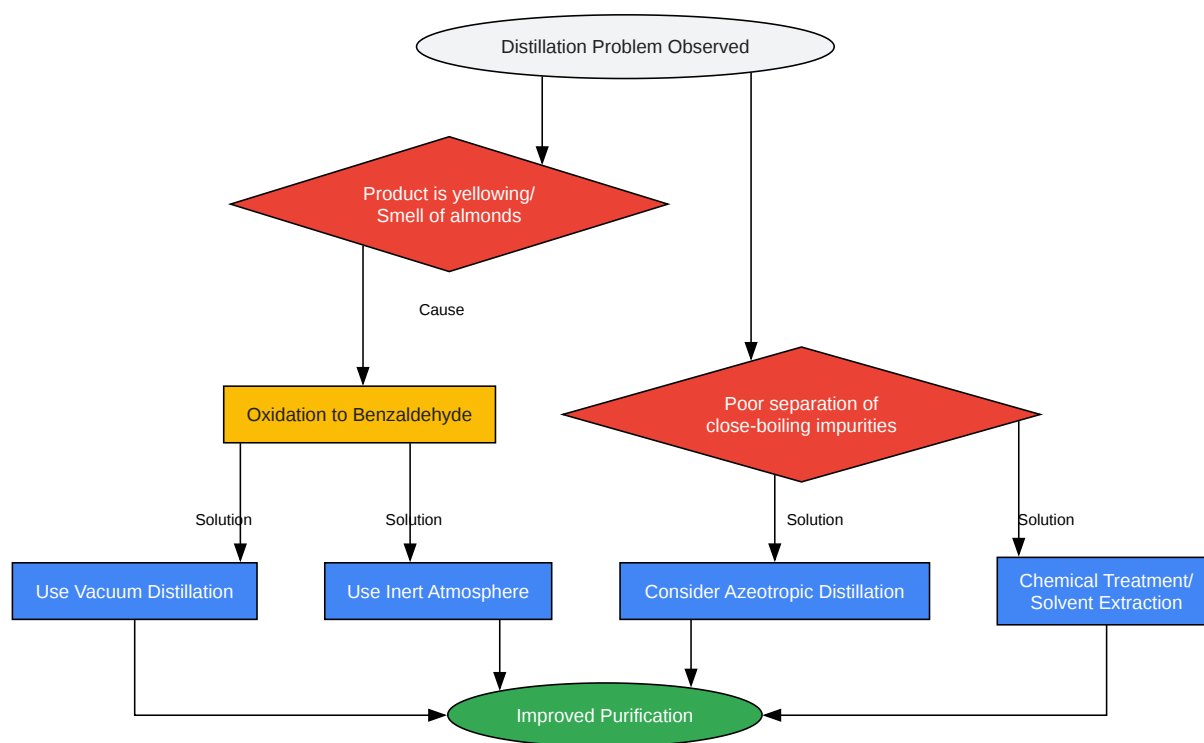 Distillation Problem Observed
Product is yellowing/
Smell of almonds
Cause
Oxidation to Benzaldehyde
Poor separation of
close-boiling impurities
Solution
Solution
Solution
Solution
Use Vacuum Distillation
Use Inert Atmosphere
Consider Azeotropic Distillation
Chemical Treatment/
Solvent Extraction
Improved Purification